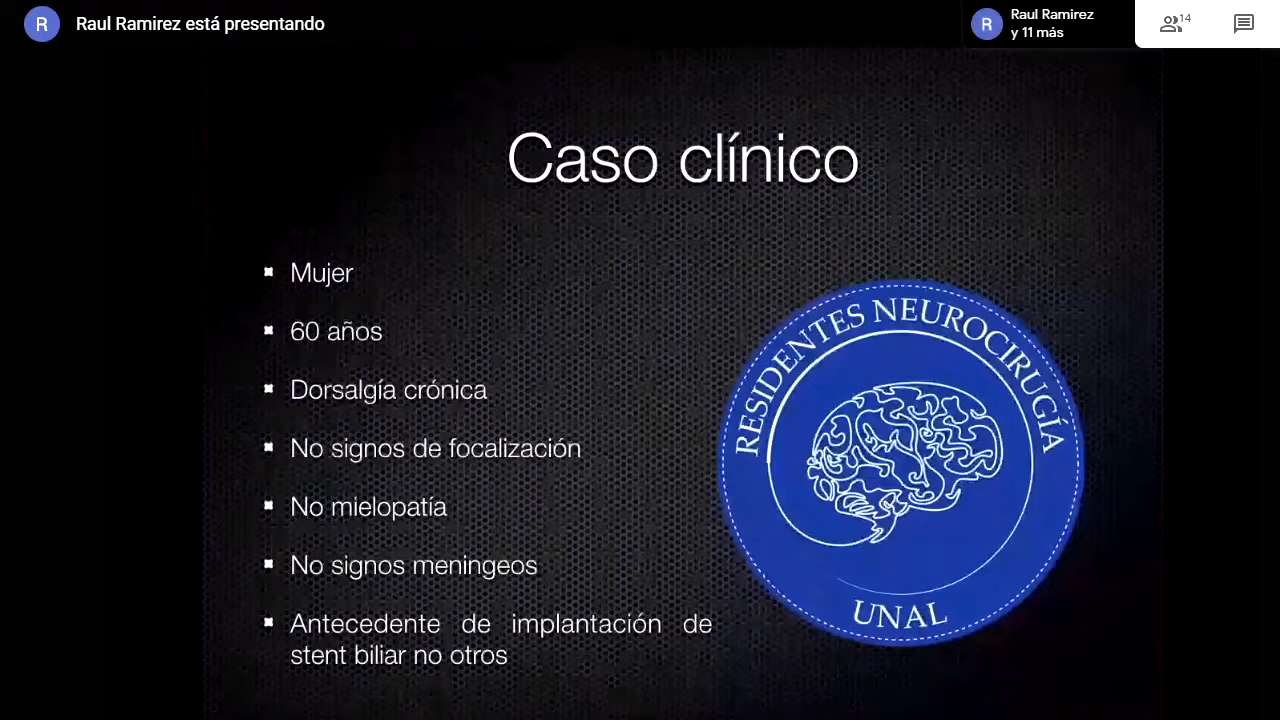 R
Raul Ramirez está presentando
R
Raul Ramirez
y 11 más
14
Caso clínico
Mujer
60 años
Dorsalgía crónica
No signos de focalización
No mielopatía
No signos meningeos
Antecedente de implantación de
stent biliar no otros
RESIDENTES NEUROCIRUGÍA
UNAL